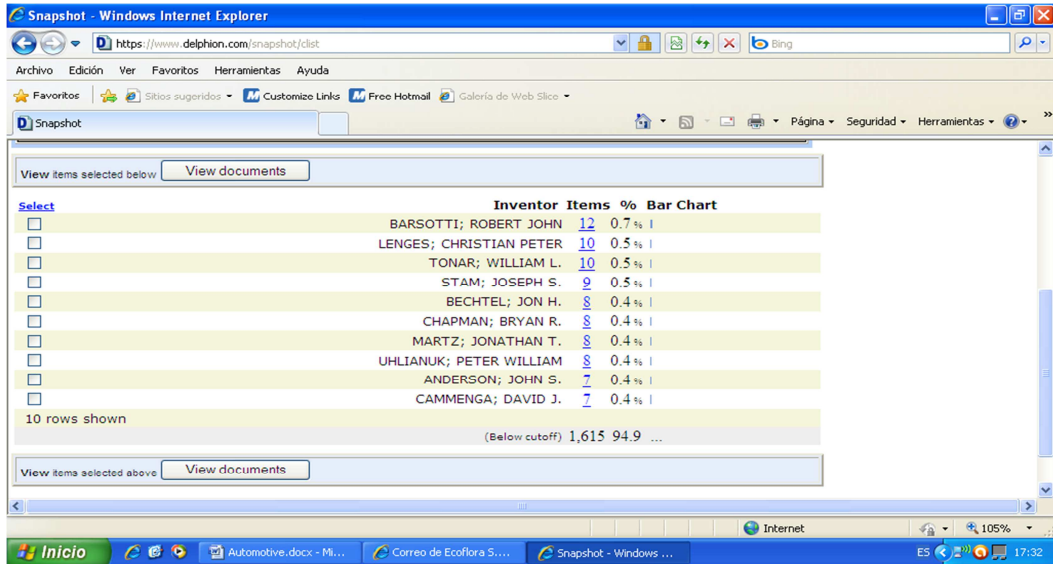 Snapshot - Windows Internet Explorer
https://www.delphion.com/snapshot/clist
Bing
Archivo Edición Ver Favoritos Herramientas Ayuda
Favoritos Sitios sugeridos Customize Links Free Hotmail Galería de Web Slice
Snapshot Página Seguridad Herramientas
View items selected below View documents
Select Inventor Items % Bar Chart
BARSOTTI; ROBERT JOHN 12 0.7 %
LENGES; CHRISTIAN PETER 10 0.5 %
TONAR; WILLIAM L. 10 0.5 %
STAM; JOSEPH S. 9 0.5 %
BECHTEL; JON H. 8 0.4 %
CHAPMAN; BRYAN R. 8 0.4 %
MARTZ; JONATHAN T. 8 0.4 %
UHLIANUK; PETER WILLIAM 8 0.4 %
ANDERSON; JOHN S. 7 0.4 %
CAMMENGA; DAVID J. 7 0.4 %
10 rows shown
(Below cutoff) 1,615 94.9 ...
View items selected above View documents
Internet 105%
Inicio Automotive.docx - Mi... Correo de Ecoflora S.... Snapshot - Windows ... ES 17:32